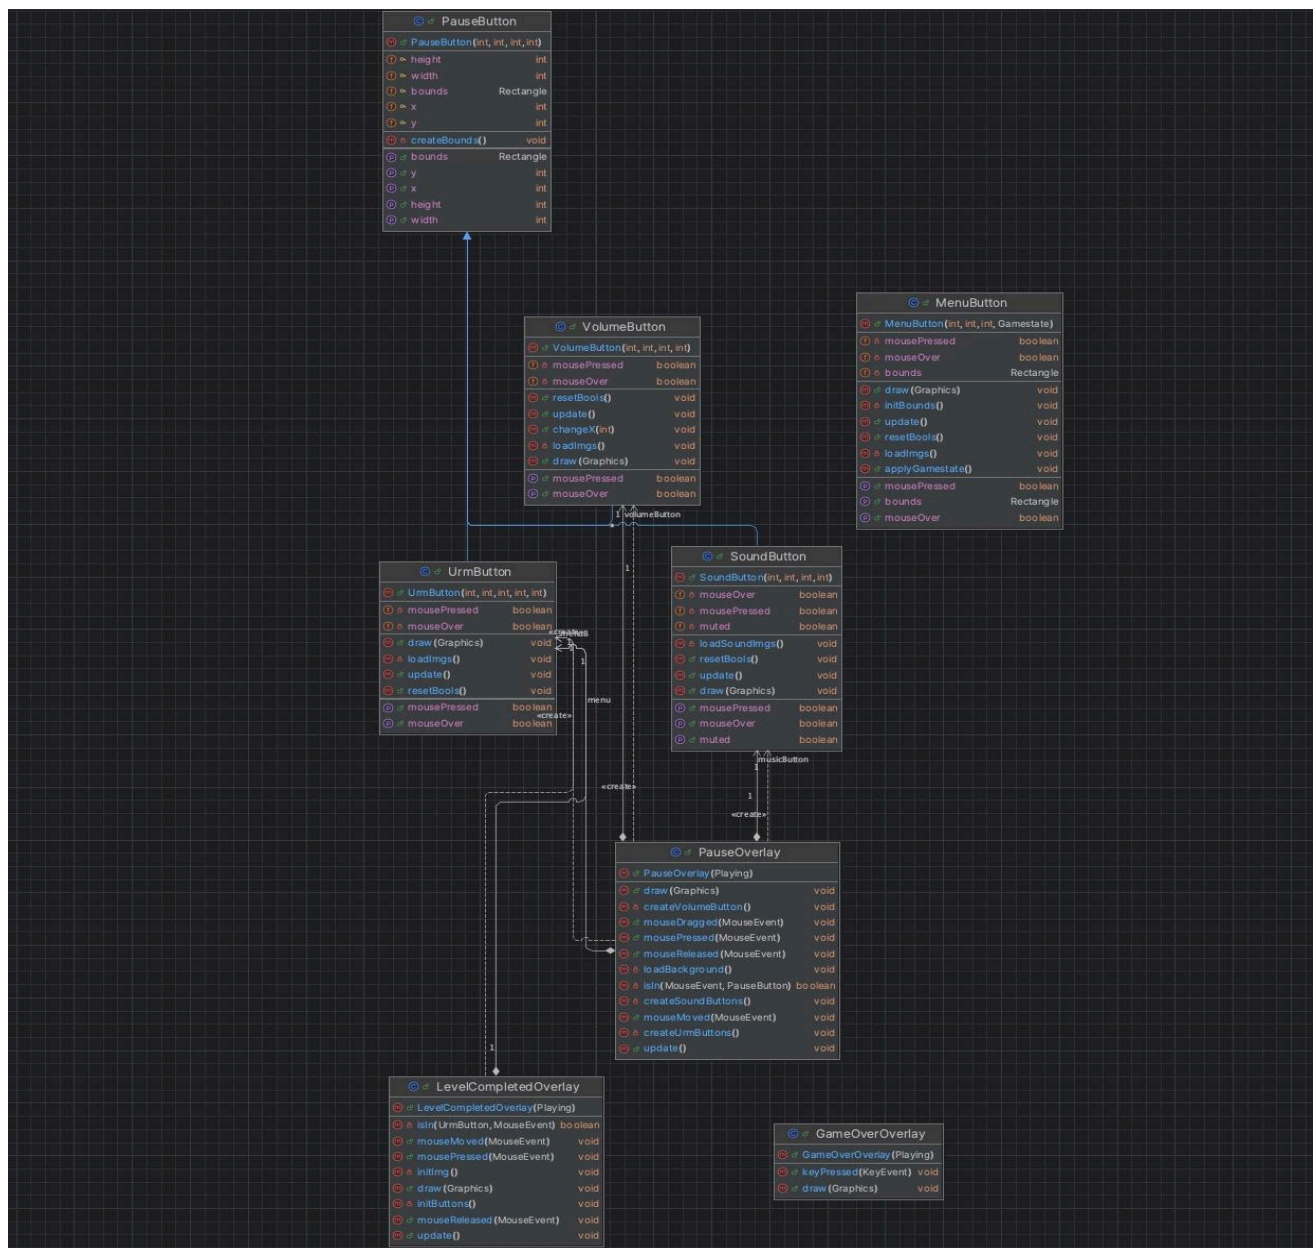 PauseButton
PauseButton(int, int, int, int)
height int
width int
bounds Rectangle
x int
y int
createBounds() void
bounds Rectangle
y int
x int
height int
width int
MenuButton
MenuButton(int, int, int, Gamestate)
mousePressed boolean
mouseOver boolean
bounds Rectangle
draw(Graphics) void
initBounds() void
update() void
resetBools() void
loadImgs() void
applyGamestate() void
mousePressed boolean
bounds Rectangle
mouseOver boolean
VolumeButton
VolumeButton(int, int, int, int)
mousePressed boolean
mouseOver boolean
resetBools() void
update() void
changeX(int) void
loadImgs() void
draw(Graphics) void
mousePressed boolean
mouseOver boolean
1 volumeButton
1
UrmButton
UrmButton(int, int, int, int, int)
mousePressed boolean
mouseOver boolean
draw(Graphics) void
loadImgs() void
update() void
resetBools() void
mousePressed boolean
mouseOver boolean
«create»
1
1
menu
«create»
SoundButton
SoundButton(int, int, int, int)
mouseOver boolean
mousePressed boolean
muted boolean
loadSoundImgs() void
resetBools() void
update() void
draw(Graphics) void
mousePressed boolean
mouseOver boolean
muted boolean
musicButton
1
«create»
1
«create»
PauseOverlay
PauseOverlay(Playing)
draw(Graphics) void
createVolumeButton() void
mouseDragged(MouseEvent) void
mousePressed(MouseEvent) void
mouseReleased(MouseEvent) void
loadBackground() void
isIn(MouseEvent, PauseButton) boolean
createSoundButtons() void
mouseMoved(MouseEvent) void
createUrmButtons() void
update() void
1
LevelCompletedOverlay
LevelCompletedOverlay(Playing)
isIn(UrmButton, MouseEvent) boolean
mouseMoved(MouseEvent) void
mousePressed(MouseEvent) void
initImg() void
draw(Graphics) void
initButtons() void
mouseReleased(MouseEvent) void
update() void
GameOverOverlay
GameOverOverlay(Playing)
keyPressed(KeyEvent) void
draw(Graphics) void